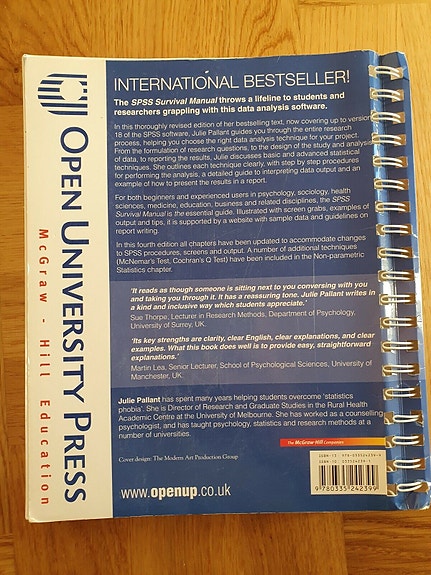 INTERNATIONAL BESTSELLER!
The SPSS Survival Manual throws a lifeline to students and
researchers grappling with this data analysis software.
In this thoroughly revised edition of her bestselling text, now covering up to version
18 of the SPSS software, Julie Pallant guides you through the entire research
process, helping you choose the right data analysis technique for your project.
From the formulation of research questions, to the design of the study and analysis
of data, to reporting the results, Julie discusses basic and advanced statistical
techniques. She outlines each technique clearly, with step by step procedures
for performing the analysis, a detailed guide to interpreting data output and an
example of how to present the results in a report.
For both beginners and experienced users in psychology, sociology, health
sciences, medicine, education, business and related disciplines, the SPSS
Survival Manual is the essential guide. Illustrated with screen grabs, examples of
output and tips, it is supported by a website with sample data and guidelines on
report writing.
In this fourth edition all chapters have been updated to accommodate changes
to SPSS procedures, screens and output. A number of additional techniques
(McNemar's Test, Cochran's Q Test) have been included in the Non-parametric
Statistics chapter.
'It reads as though someone is sitting next to you conversing with you
and taking you through it. It has a reassuring tone. Julie Pallant writes in
a kind and inclusive way which students appreciate.'
Sue Thorpe, Lecturer in Research Methods, Department of Psychology,
University of Surrey, UK.
'Its key strengths are clarity, clear English, clear explanations, and clear
examples. What this book does well is to provide easy, straightforward
explanations.'
Martin Lea, Senior Lecturer, School of Psychological Sciences, University of
Manchester, UK.
Julie Pallant has spent many years helping students overcome 'statistics
phobia'. She is Director of Research and Graduate Studies in the Rural Health
Academic Centre at the University of Melbourne. She has worked as a counselling
psychologist, and has taught psychology, statistics and research methods at a
number of universities.
The McGraw-Hill Companies
Cover design: The Modern Art Production Group
www.openup.co.uk
ISBN-13: 978-033524239-9
ISBN-10: 033524239-1
9 780335 242399
OPEN UNIVERSITY PRESS
McGraw - Hill Education